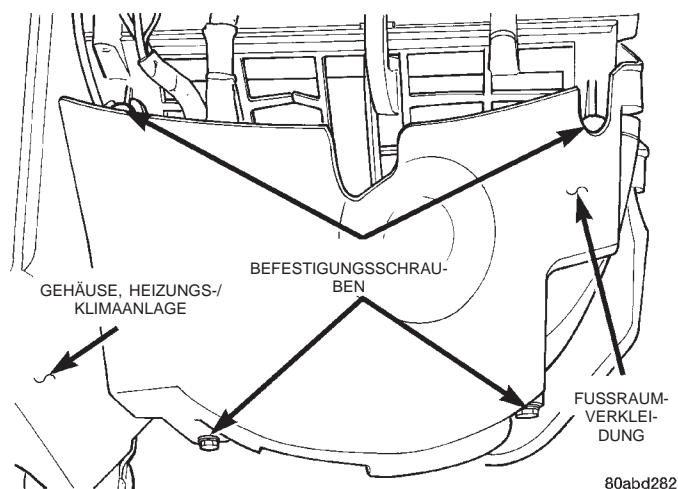 BEFESTIGUNGSSCHRAU-
BEN
GEHÄUSE, HEIZUNGS-/
KLIMAANLAGE
FUSSRAUM-
VERKLEI-
DUNG
80abd282